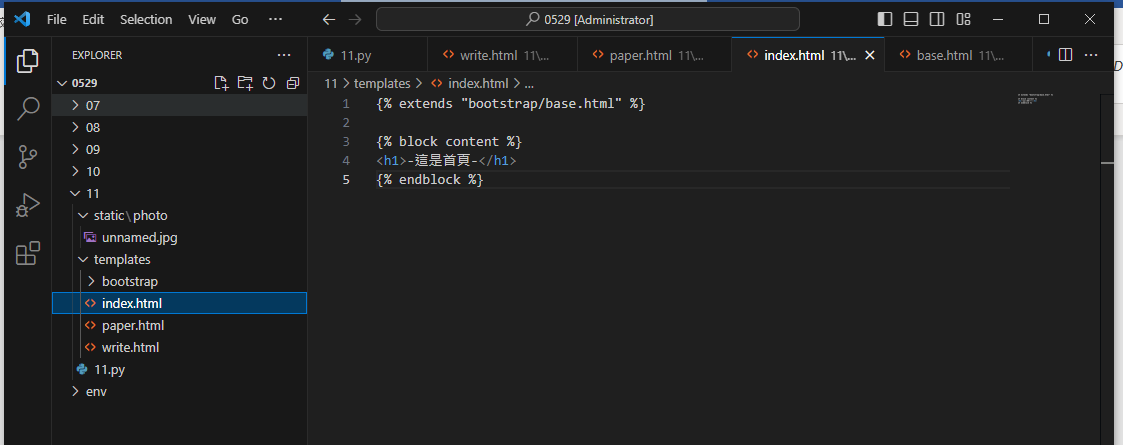 File Edit Selection View Go ··· 0529 [Administrator]
EXPLORER ···
0529
07
08
09
10
11
static\photo
unnamed.jpg
templates
bootstrap
index.html
paper.html
write.html
11.py
env
11.py write.html 11\... paper.html 11\... index.html 11\... base.html 11\... ···
11 > templates > index.html > ...
1 {% extends "bootstrap/base.html" %}
2
3 {% block content %}
4 <h1>-這是首頁-</h1>
5 {% endblock %}